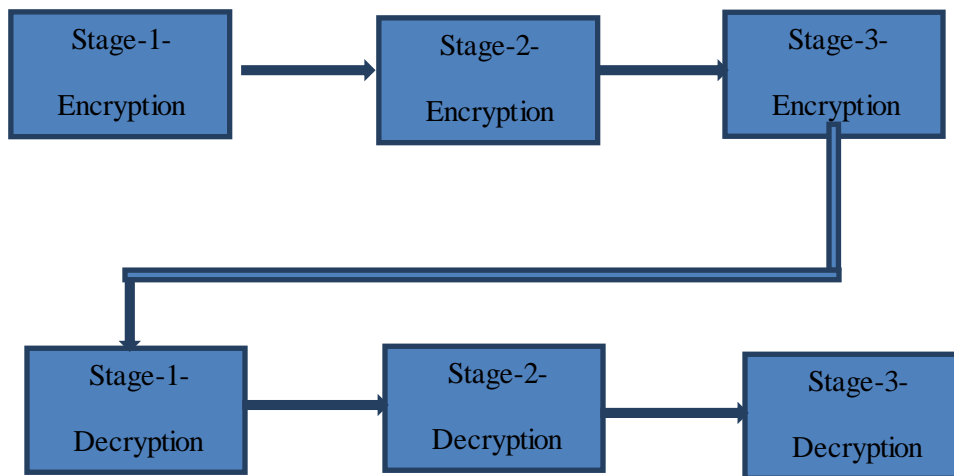 Stage-1-
Encryption
Stage-2-
Encryption
Stage-3-
Encryption
Stage-1-
Decryption
Stage-2-
Decryption
Stage-3-
Decryption